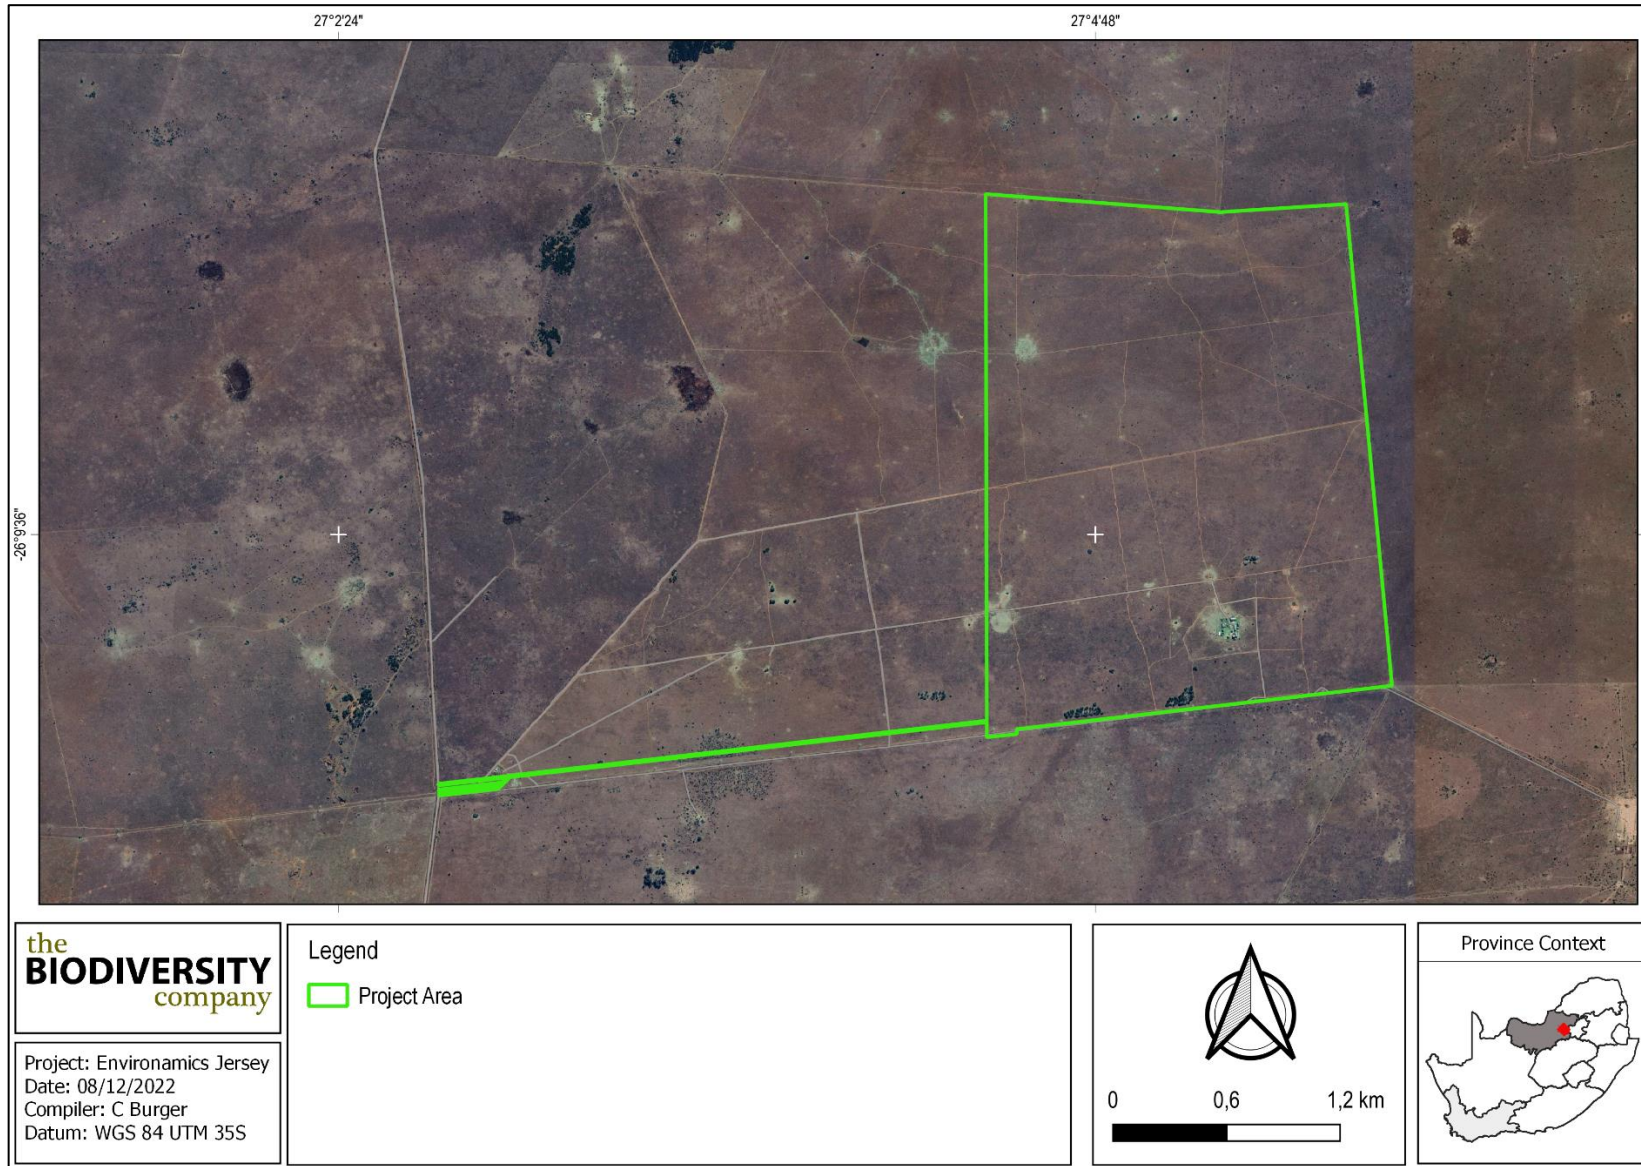 27°2'24"
27°4'48"
-26°9'36"
the
BIODIVERSITY
company
Project: Environamics Jersey
Date: 08/12/2022
Compiler: C Burger
Datum: WGS 84 UTM 35S
Legend
Project Area
0 0,6 1,2 km
Province Context